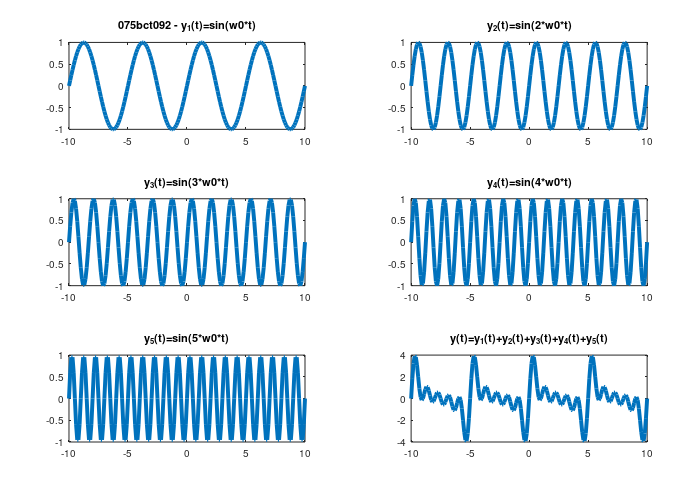 075bct092 - y₁(t)=sin(w0*t)
1
0.5
0
-0.5
-1
-10 -5 0 5 10
y₂(t)=sin(2*w0*t)
1
0.5
0
-0.5
-1
-10 -5 0 5 10
y₃(t)=sin(3*w0*t)
1
0.5
0
-0.5
-1
-10 -5 0 5 10
y₄(t)=sin(4*w0*t)
1
0.5
0
-0.5
-1
-10 -5 0 5 10
y₅(t)=sin(5*w0*t)
1
0.5
0
-0.5
-1
-10 -5 0 5 10
y(t)=y₁(t)+y₂(t)+y₃(t)+y₄(t)+y₅(t)
4
2
0
-2
-4
-10 -5 0 5 10